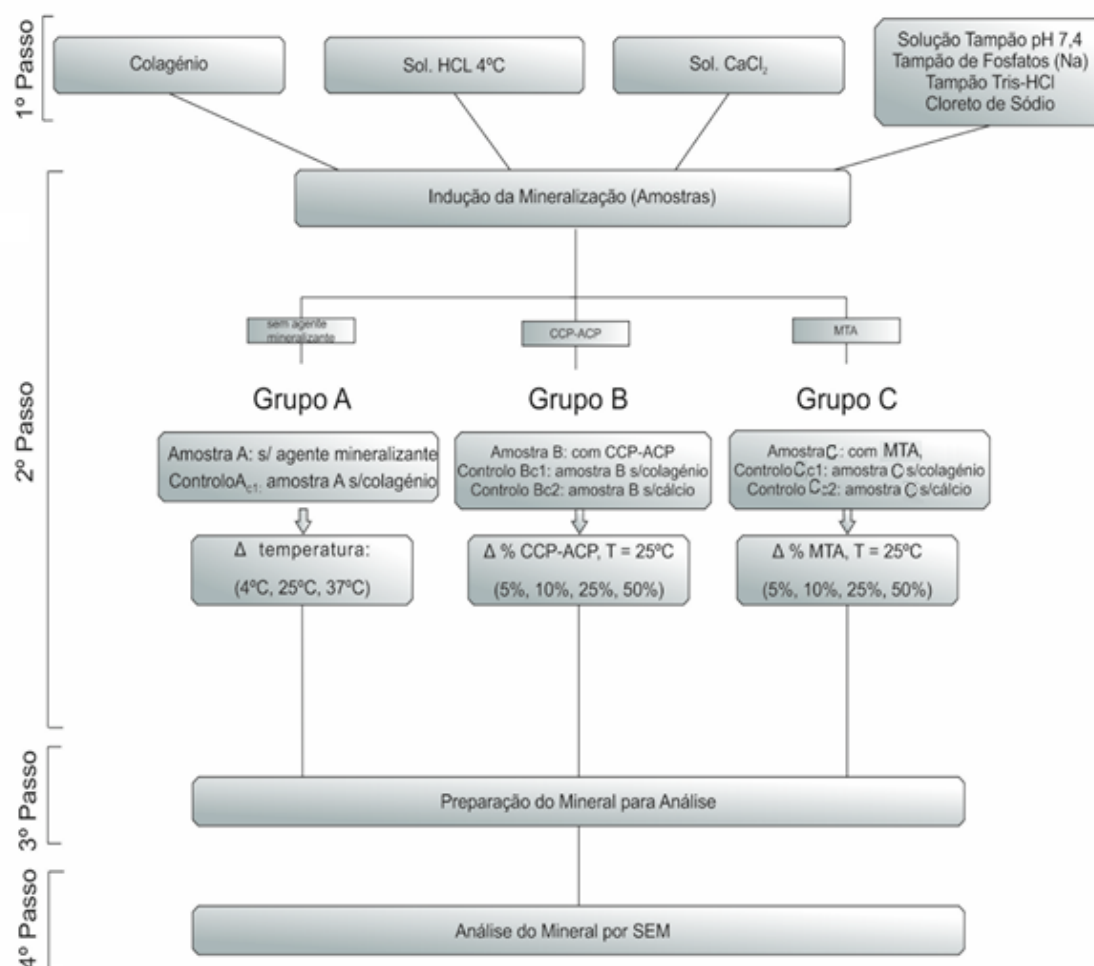 1º Passo
Colagénio
Sol. HCL 4ºC
Sol. CaCl₂
Solução Tampão pH 7,4
Tampão de Fosfatos (Na)
Tampão Tris-HCl
Cloreto de Sódio
2º Passo
Indução da Mineralização (Amostras)
sem agente
mineralizante
CCP-ACP
MTA
Grupo A
Grupo B
Grupo C
Amostra A: s/ agente mineralizante
ControloA꜀₁: amostra A s/colagénio
Amostra B: com CCP-ACP
Controlo Bc1: amostra B s/colagénio
Controlo Bc2: amostra B s/cálcio
AmostraC: com MTA,
ControloCc1: amostra C s/colagénio
Controlo Cc2: amostra C s/cálcio
Δ temperatura:
(4ºC, 25ºC, 37ºC)
Δ % CCP-ACP, T = 25ºC
(5%, 10%, 25%, 50%)
Δ % MTA, T = 25ºC
(5%, 10%, 25%, 50%)
3º Passo
Preparação do Mineral para Análise
4º Passo
Análise do Mineral por SEM